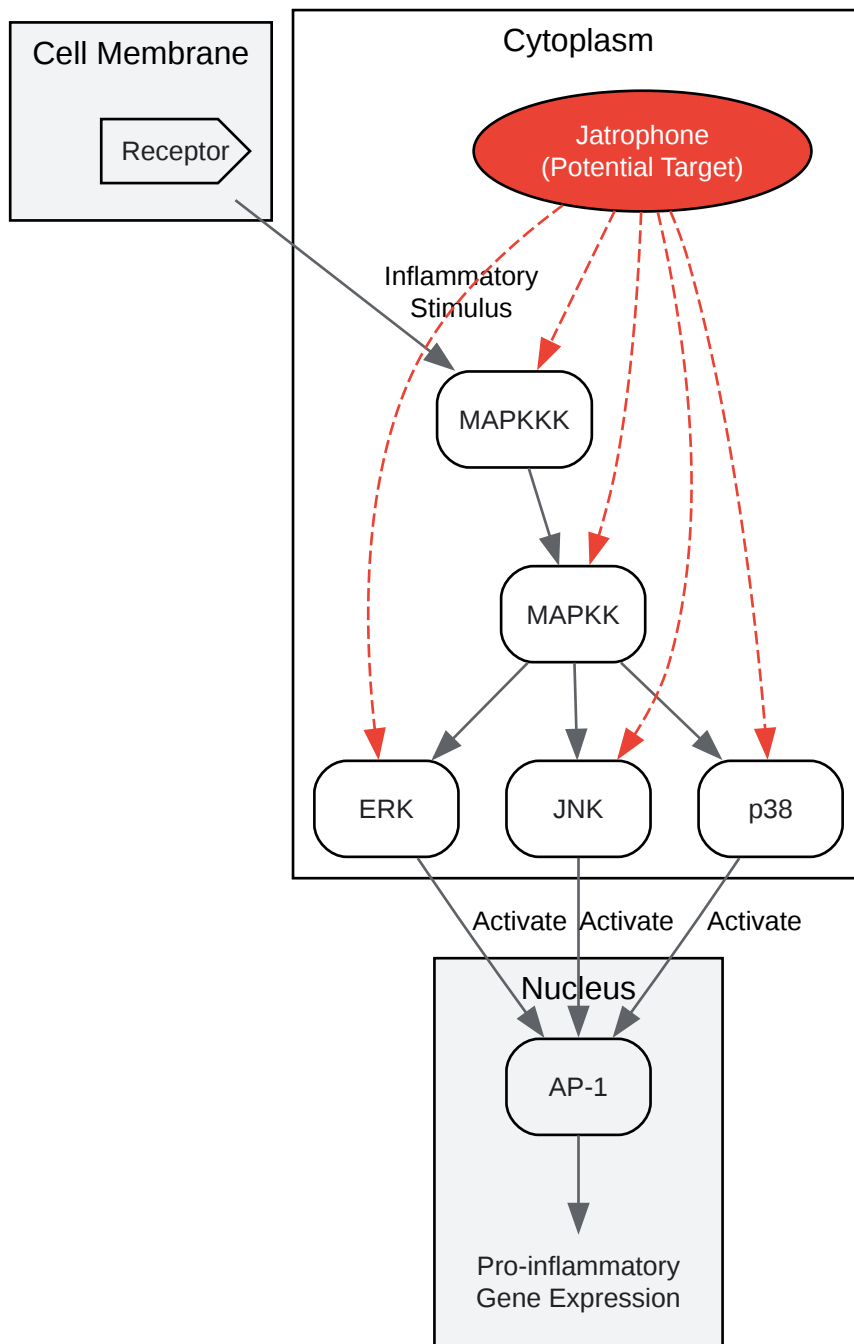 Cytoplasm
Cell Membrane
Receptor
Jatrophone
(Potential Target)
Inflammatory
Stimulus
MAPKKK
MAPKK
ERK
JNK
p38
Activate
Activate
Activate
Nucleus
AP-1
Pro-inflammatory
Gene Expression